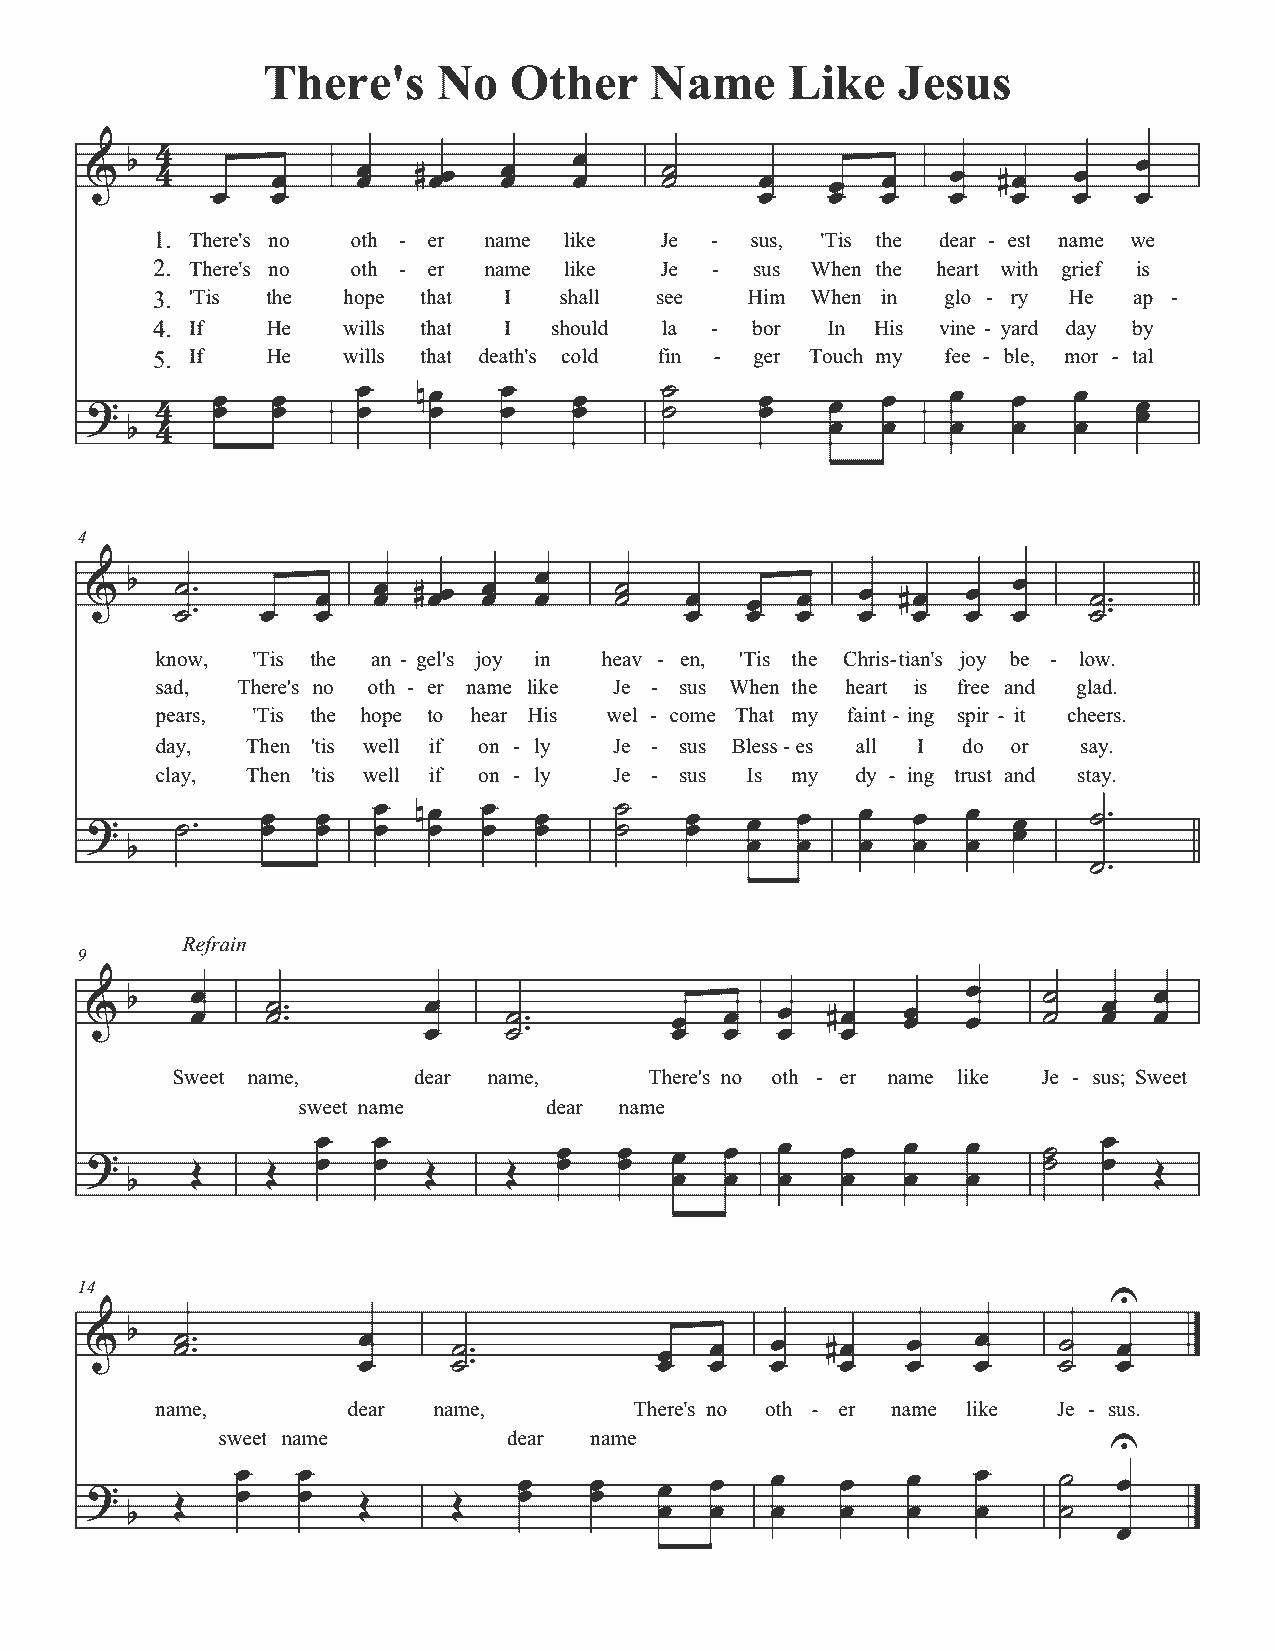 There's No Other Name Like Jesus
1. There's no oth - er name like Je - sus, 'Tis the dear - est name we
2. There's no oth - er name like Je - sus When the heart with grief is
3. 'Tis the hope that I shall see Him When in glo - ry He ap -
4. If He wills that I should la - bor In His vine - yard day by
5. If He wills that death's cold fin - ger Touch my fee - ble, mor - tal
4
know, 'Tis the an - gel's joy in heav - en, 'Tis the Chris-tian's joy be - low.
sad, There's no oth - er name like Je - sus When the heart is free and glad.
pears, 'Tis the hope to hear His wel - come That my faint - ing spir - it cheers.
day, Then 'tis well if on - ly Je - sus Bless - es all I do or say.
clay, Then 'tis well if on - ly Je - sus Is my dy - ing trust and stay.
Refrain
9
Sweet name, dear name, There's no oth - er name like Je - sus; Sweet
sweet name dear name
14
name, dear name, There's no oth - er name like Je - sus.
sweet name dear name